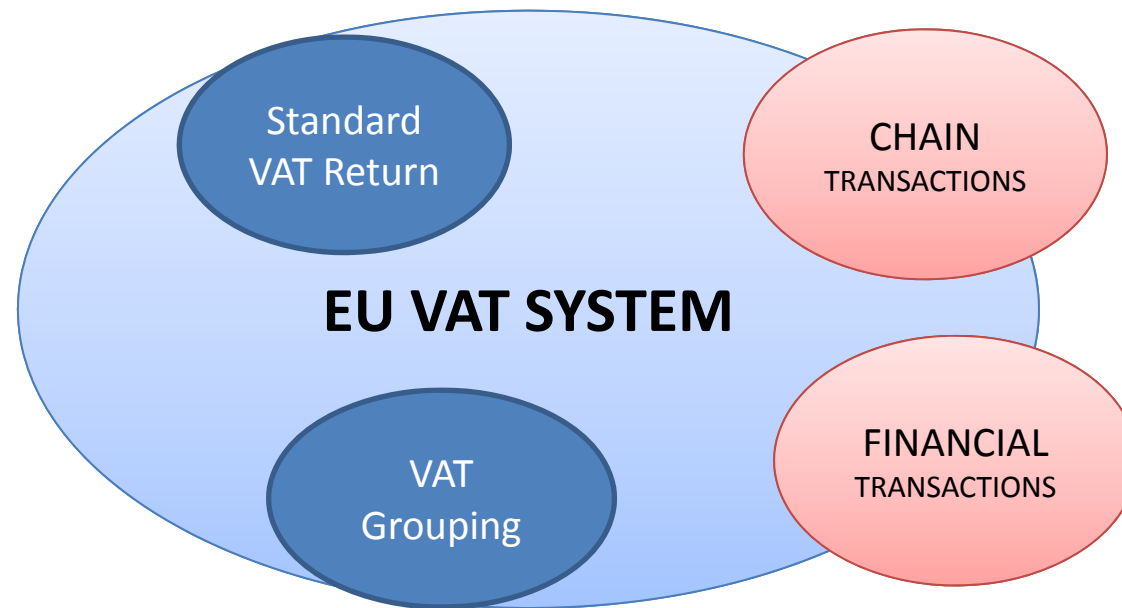 Standard
VAT Return
CHAIN
TRANSACTIONS
EU VAT SYSTEM
VAT
Grouping
FINANCIAL
TRANSACTIONS